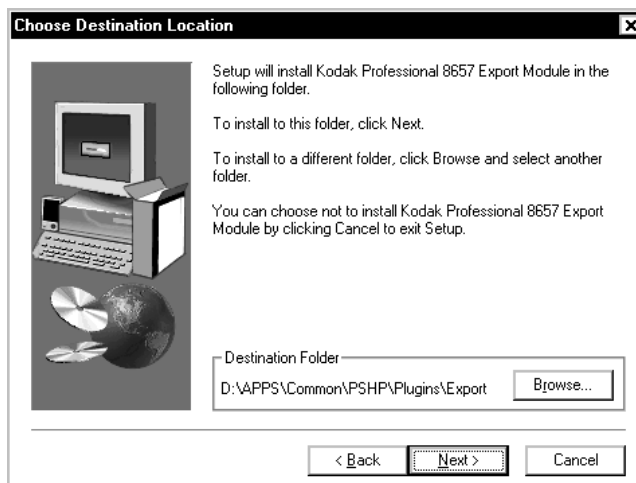 Choose Destination Location
Setup will install Kodak Professional 8657 Export Module in the
following folder.
To install to this folder, click Next.
To install to a different folder, click Browse and select another
folder.
You can choose not to install Kodak Professional 8657 Export
Module by clicking Cancel to exit Setup.
Destination Folder
D:\APPS\Common\PSHP\Plugins\Export
Browse...
< Back
Next >
Cancel